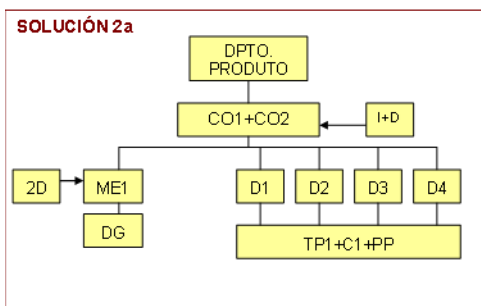 SOLUCIÓN 2a
DPTO.
PRODUTO
CO1+CO2
I+D
2D
ME1
D1
D2
D3
D4
DG
TP1+C1+PP